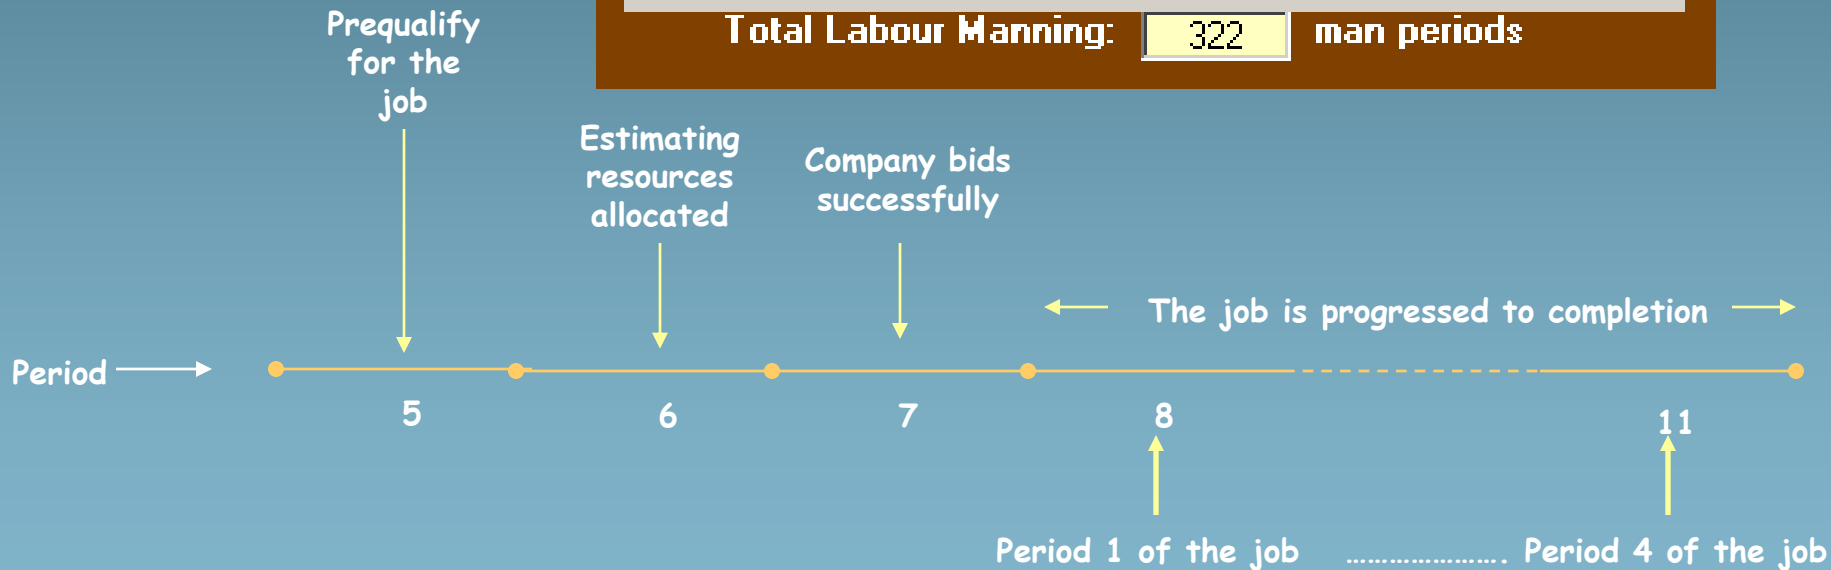 Prequalify
for the
job
Total Labour Manning: 322 man periods
Estimating
resources
allocated
Company bids
successfully
The job is progressed to completion
Period
5 6 7 8 11
Period 1 of the job ...................... Period 4 of the job